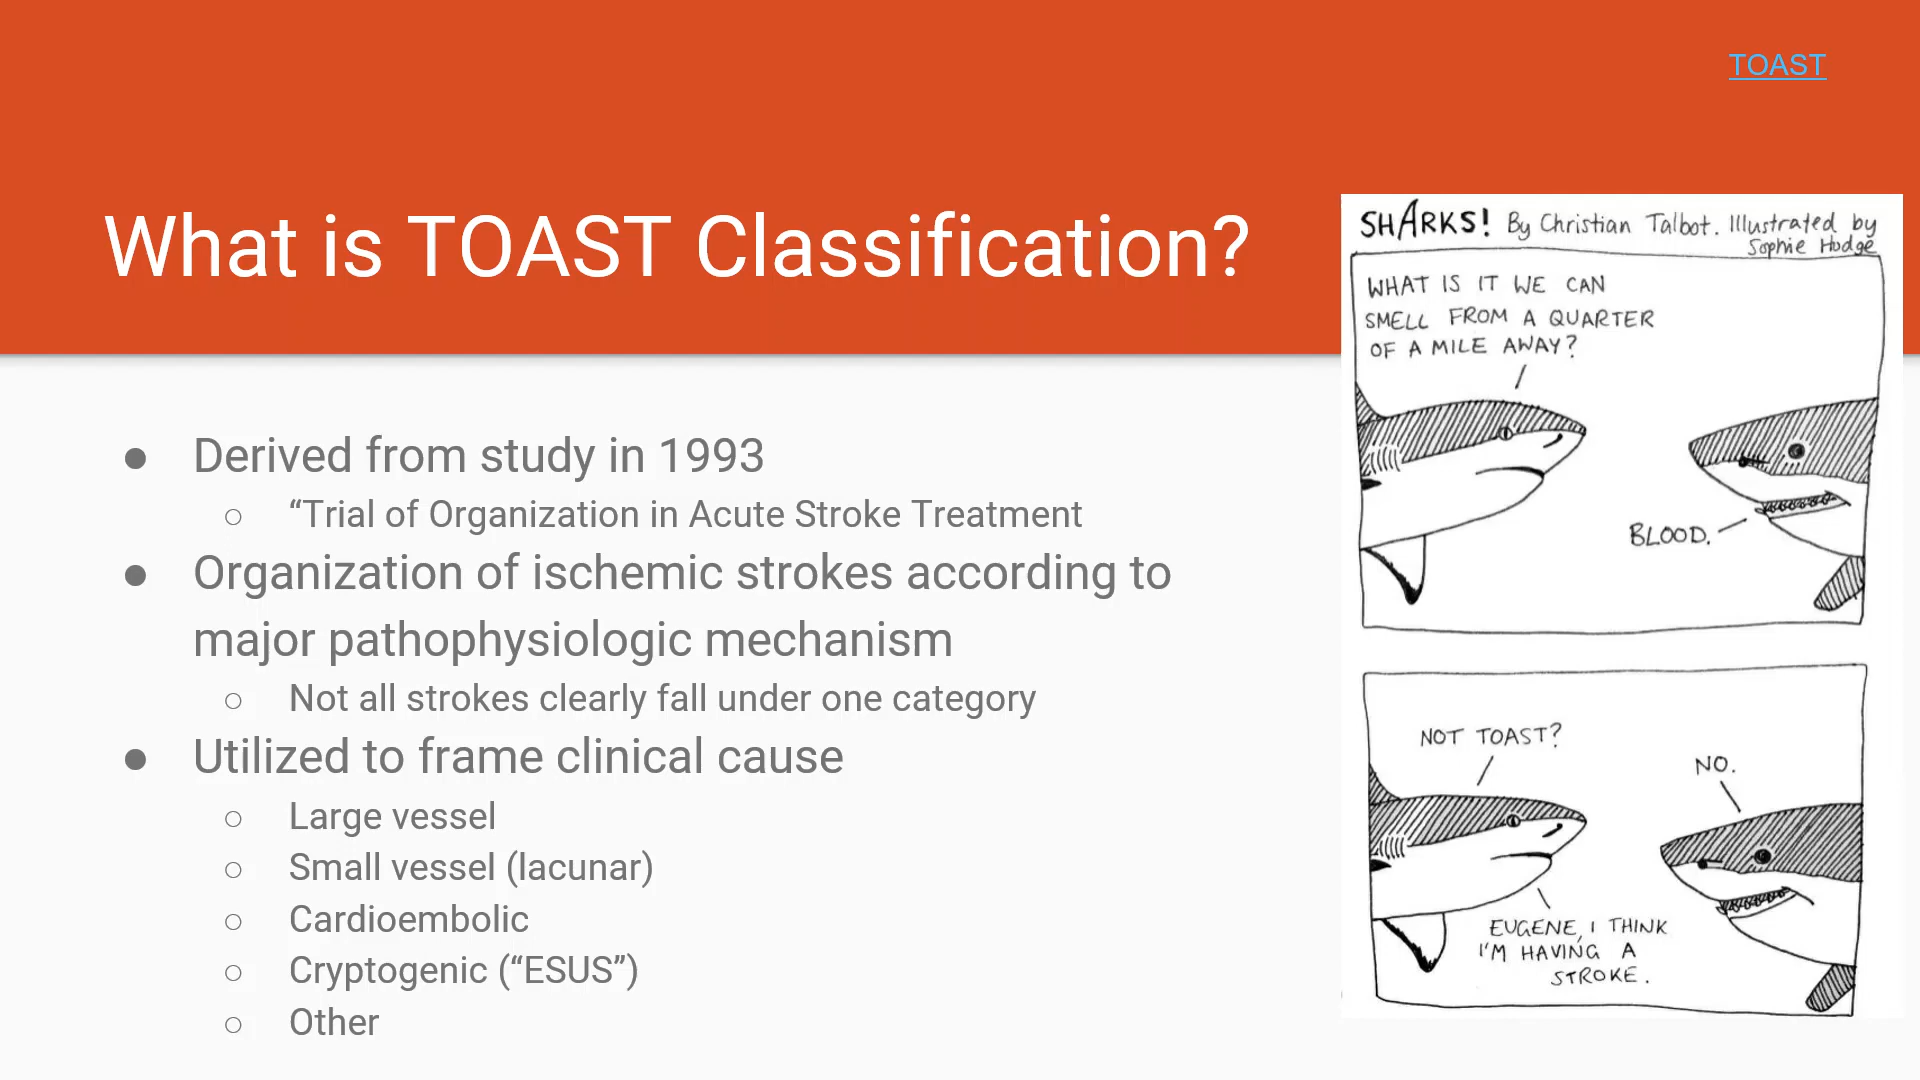 TOAST
What is TOAST Classification?
● Derived from study in 1993
○ “Trial of Organization in Acute Stroke Treatment
● Organization of ischemic strokes according to
major pathophysiologic mechanism
○ Not all strokes clearly fall under one category
● Utilized to frame clinical cause
○ Large vessel
○ Small vessel (lacunar)
○ Cardioembolic
○ Cryptogenic (“ESUS”)
○ Other
SHARKS! By Christian Talbot. Illustrated by
Sophie Hodge
WHAT IS IT WE CAN
SMELL FROM A QUARTER
OF A MILE AWAY?
BLOOD.
NOT TOAST?
NO.
EUGENE, I THINK
I'M HAVING A
STROKE.